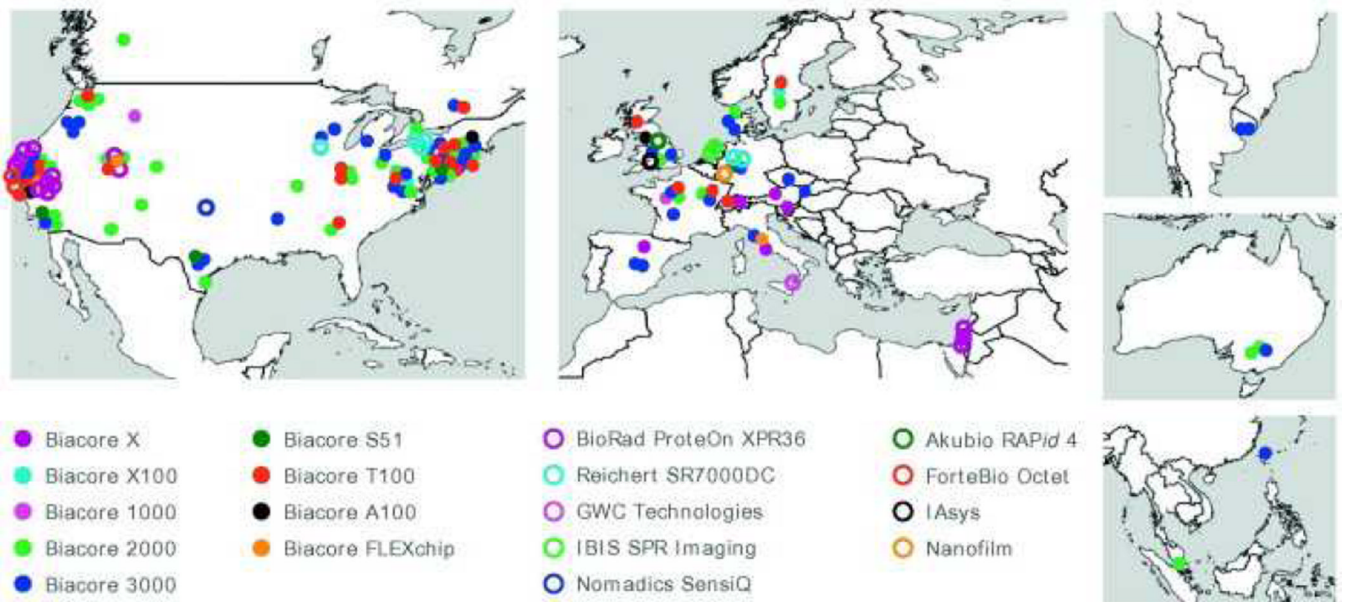 Biacore X
Biacore X100
Biacore 1000
Biacore 2000
Biacore 3000
Biacore S51
Biacore T100
Biacore A100
Biacore FLEXchip
BioRad ProteOn XPR36
Reichert SR7000DC
GWC Technologies
IBIS SPR Imaging
Nomadics SensiQ
Akubio RAPid 4
ForteBio Octet
IAsys
Nanofilm